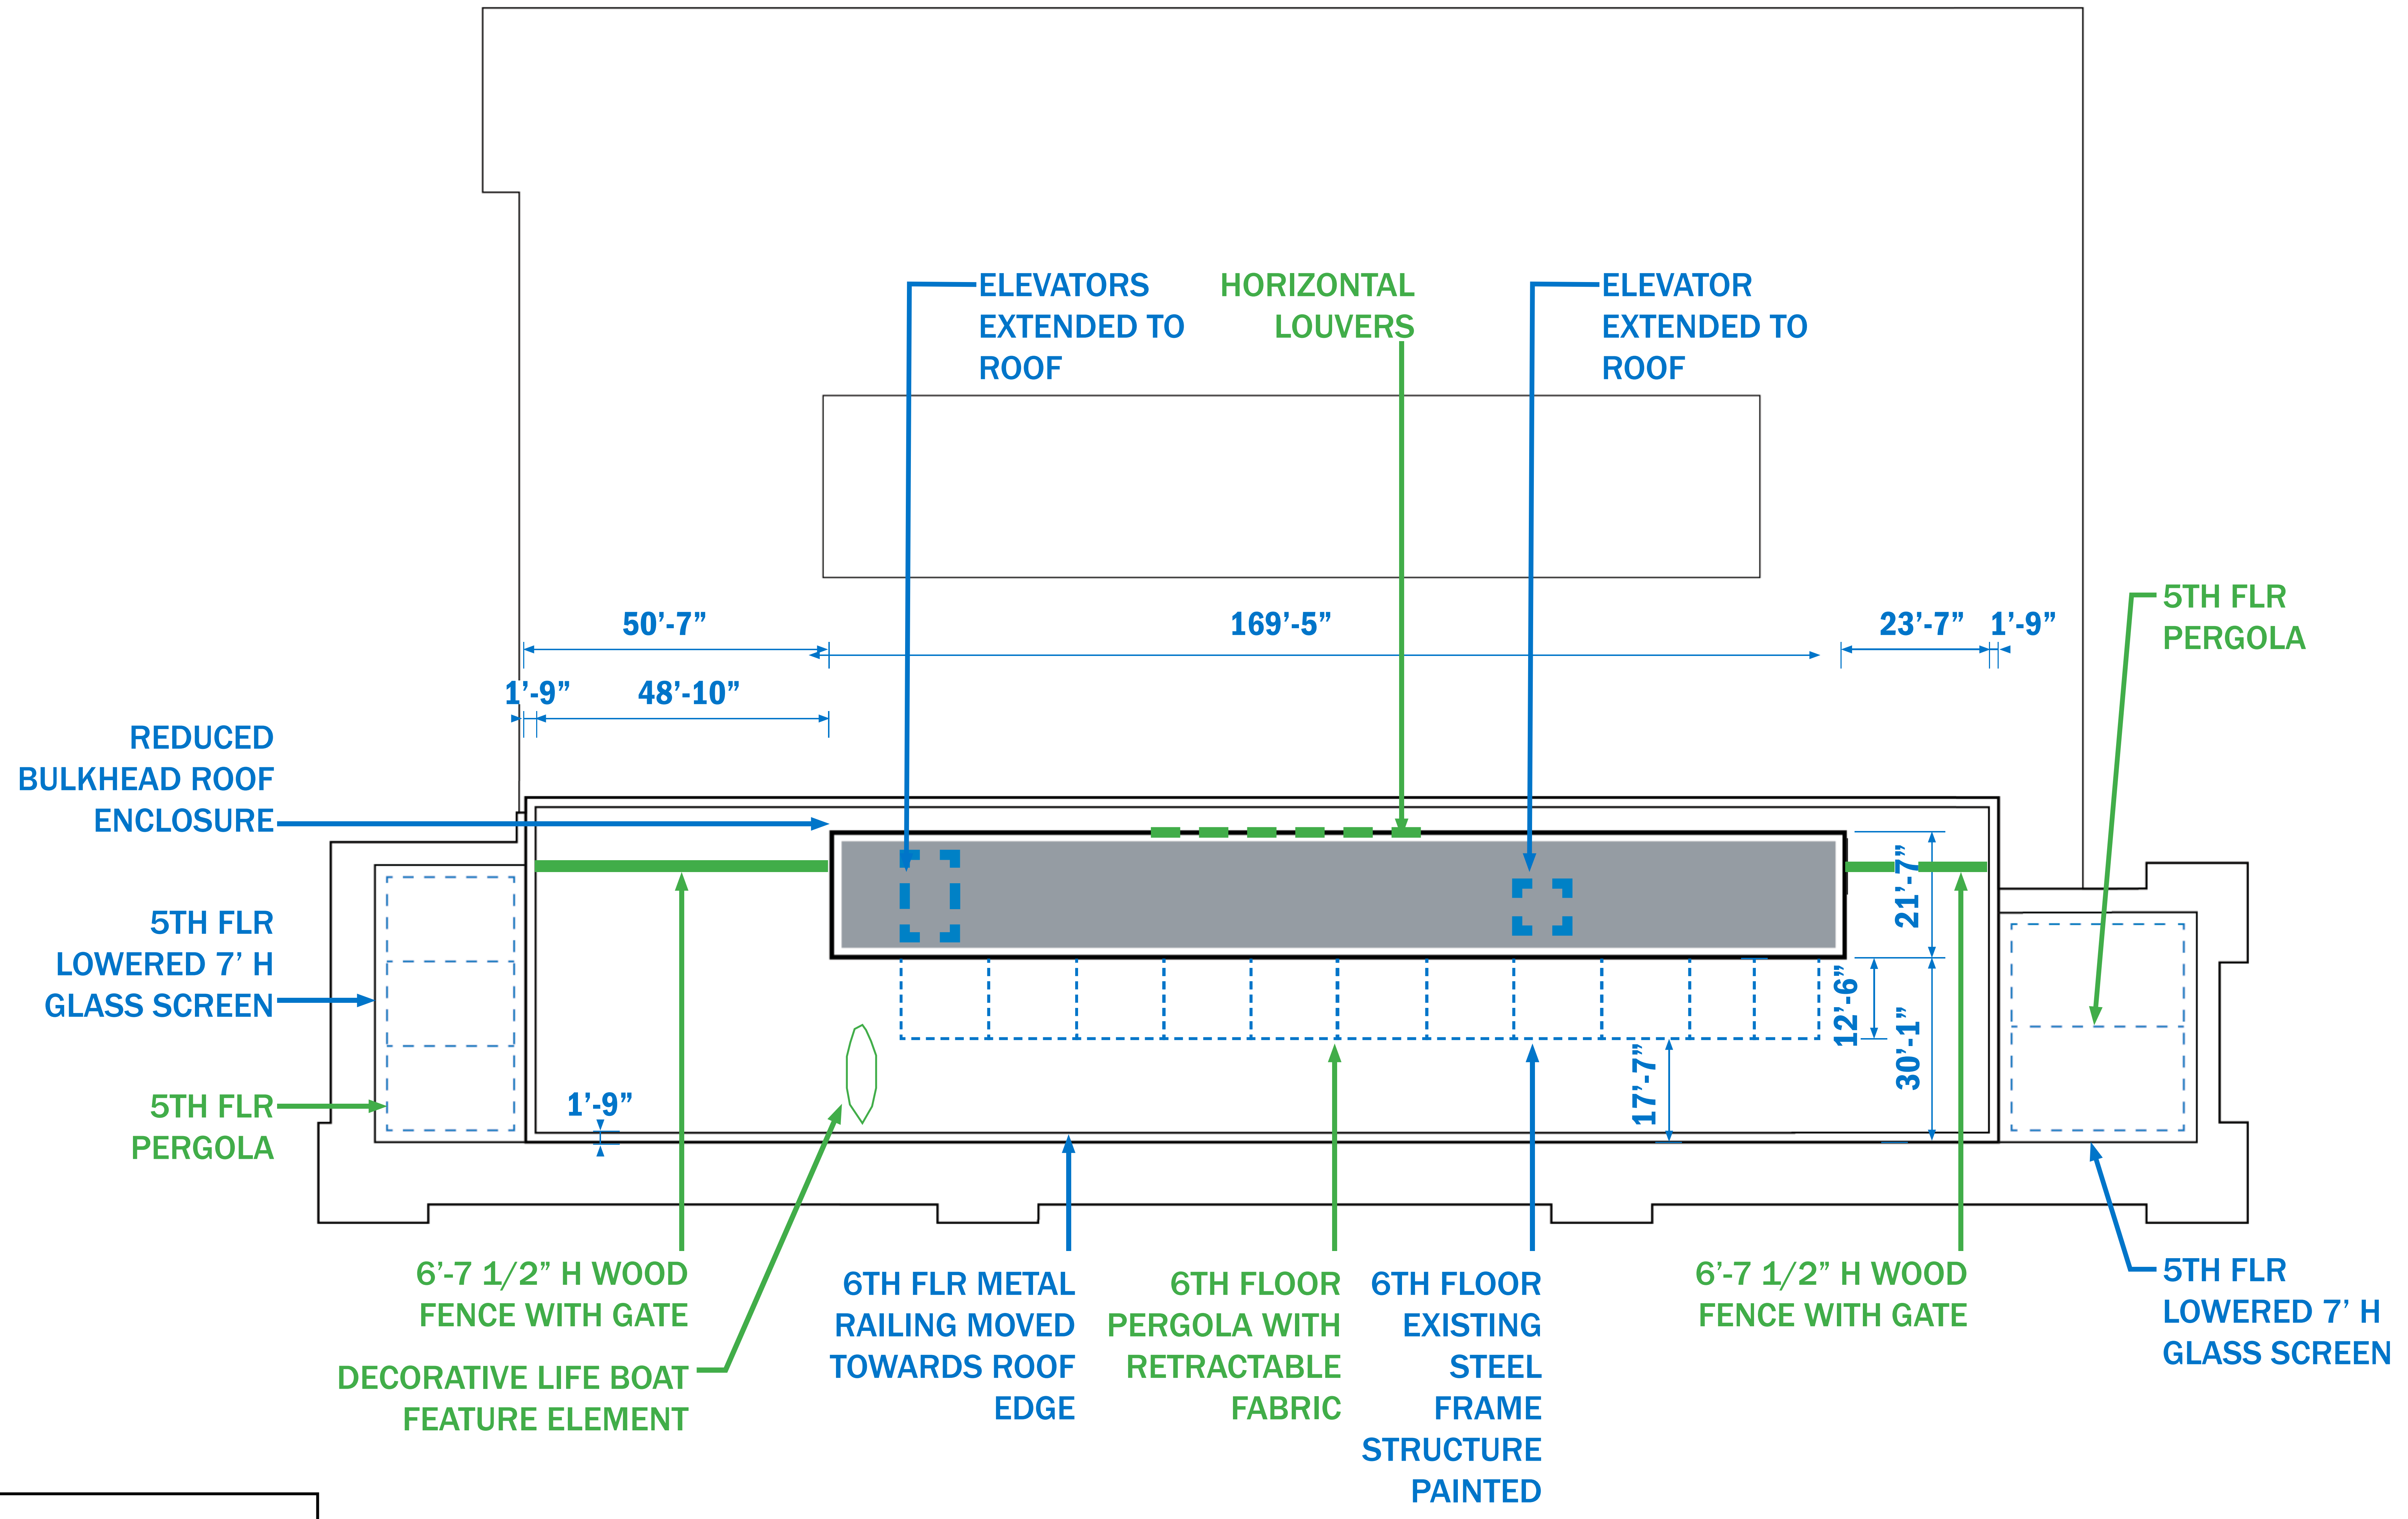 ELEVATORS
EXTENDED TO
ROOF
HORIZONTAL
LOUVERS
ELEVATOR
EXTENDED TO
ROOF
5TH FLR
PERGOLA
50’-7”
169’-5”
23’-7”
1’-9”
1’-9”
48’-10”
REDUCED
BULKHEAD ROOF
ENCLOSURE
21’-7”
5TH FLR
LOWERED 7’ H
GLASS SCREEN
12’-6”
30’-1”
17’-7”
1’-9”
5TH FLR
PERGOLA
6’-7 1/2” H WOOD
FENCE WITH GATE
DECORATIVE LIFE BOAT
FEATURE ELEMENT
6TH FLR METAL
RAILING MOVED
TOWARDS ROOF
EDGE
6TH FLOOR
PERGOLA WITH
RETRACTABLE
FABRIC
6TH FLOOR
EXISTING
STEEL
FRAME
STRUCTURE
PAINTED
6’-7 1/2” H WOOD
FENCE WITH GATE
5TH FLR
LOWERED 7’ H
GLASS SCREEN